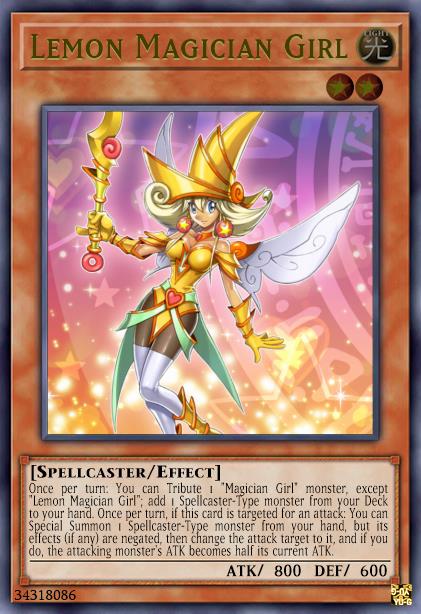 LEMON MAGICIAN GIRL
LIGHT
光
[SPELLCASTER/EFFECT]
Once per turn: You can Tribute 1 "Magician Girl" monster, except
"Lemon Magician Girl"; add 1 Spellcaster-Type monster from your Deck
to your hand. Once per turn, if this card is targeted for an attack: You can
Special Summon 1 Spellcaster-Type monster from your hand, but its
effects (if any) are negated, then change the attack target to it, and if you
do, the attacking monster's ATK becomes half its current ATK.
ATK/ 800 DEF/ 600
34318086